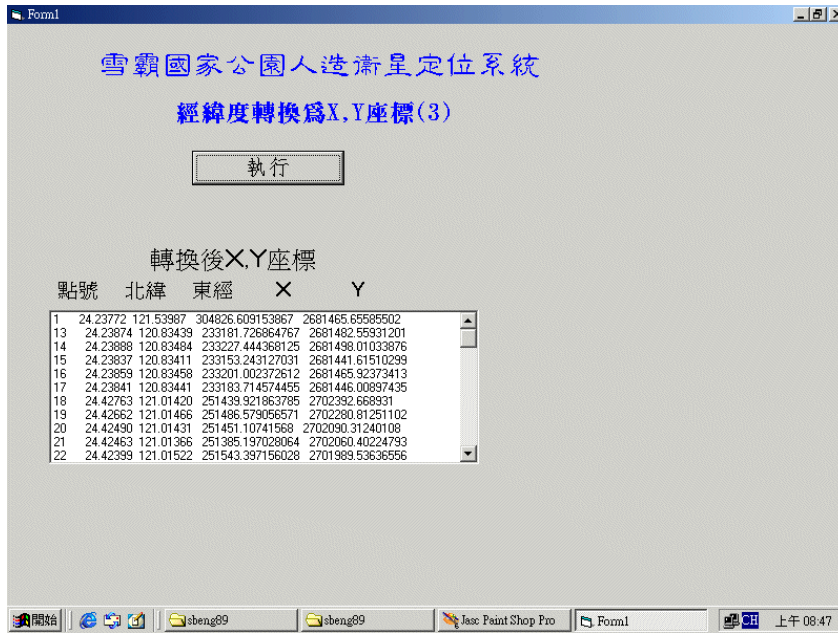 Form1
雪霸國家公園人造衛星定位系統
經緯度轉換為X,Y座標(3)
執行
轉換後X,Y座標
點號 北緯 東經 X Y
1 24.23772 121.53987 304826.609153867 2681465.65585502
13 24.23874 120.83439 233181.726864767 2681482.55931201
14 24.23888 120.83484 233227.444368125 2681498.01033876
15 24.23837 120.83411 233153.243127031 2681441.61510299
16 24.23859 120.83458 233201.002372612 2681465.92373413
17 24.23841 120.83441 233183.714574455 2681446.00897435
18 24.42763 121.01420 251439.921863785 2702392.668931
19 24.42662 121.01466 251486.579056571 2702280.81251102
20 24.42490 121.01431 251451.10741568 2702090.31240108
21 24.42463 121.01366 251385.197028064 2702060.40224793
22 24.42399 121.01522 251543.397156028 2701989.53636556
開始 sbeng89 sbeng89 Jasc Paint Shop Pro Form1 CH 上午 08:47